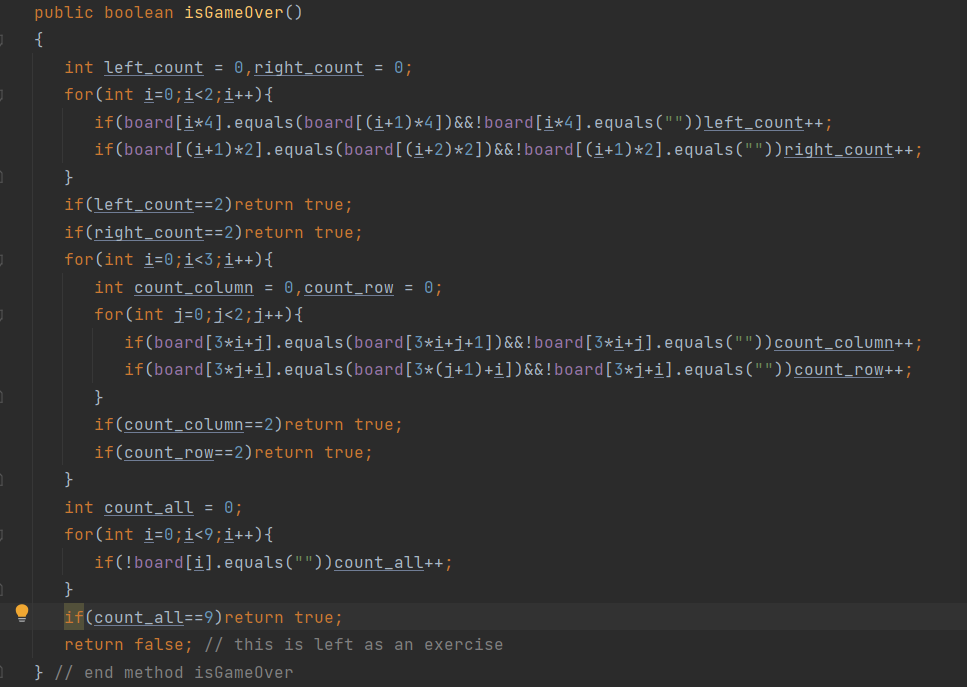 public boolean isGameOver()
{
int left_count = 0,right_count = 0;
for(int i=0;i<2;i++){
if(board[i*4].equals(board[(i+1)*4])&&!board[i*4].equals(""))left_count++;
if(board[(i+1)*2].equals(board[(i+2)*2])&&!board[(i+1)*2].equals(""))right_count++;
}
if(left_count==2)return true;
if(right_count==2)return true;
for(int i=0;i<3;i++){
int count_column = 0,count_row = 0;
for(int j=0;j<2;j++){
if(board[3*i+j].equals(board[3*i+j+1])&&!board[3*i+j].equals(""))count_column++;
if(board[3*j+i].equals(board[3*(j+1)+i])&&!board[3*j+i].equals(""))count_row++;
}
if(count_column==2)return true;
if(count_row==2)return true;
}
int count_all = 0;
for(int i=0;i<9;i++){
if(!board[i].equals(""))count_all++;
}
if(count_all==9)return true;
return false; // this is left as an exercise
} // end method isGameOver